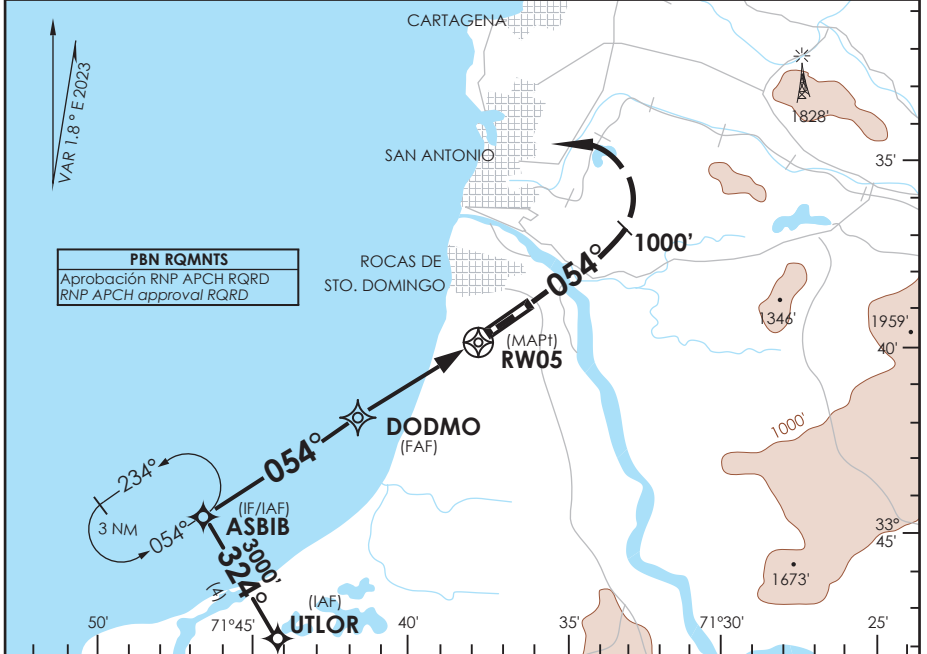 CARTAGENA
VAR 1.8° E 2023
1828'
SAN ANTONIO
35'
1000'
PBN RQMNTS
Aprobación RNP APCH RQRD
RNP APCH approval RQRD
ROCAS DE
STO. DOMINGO
054°
1346'
1959'
40'
(MAPt)
RW05
DODMO
(FAF)
1000'
054°
234°
3 NM
054°
(IF/IAF)
ASBIB
33°
45'
3000'
324°
(4)
1673'
(IAF)
UTLOR
50'
71°45'
40'
35'
71°30'
25'